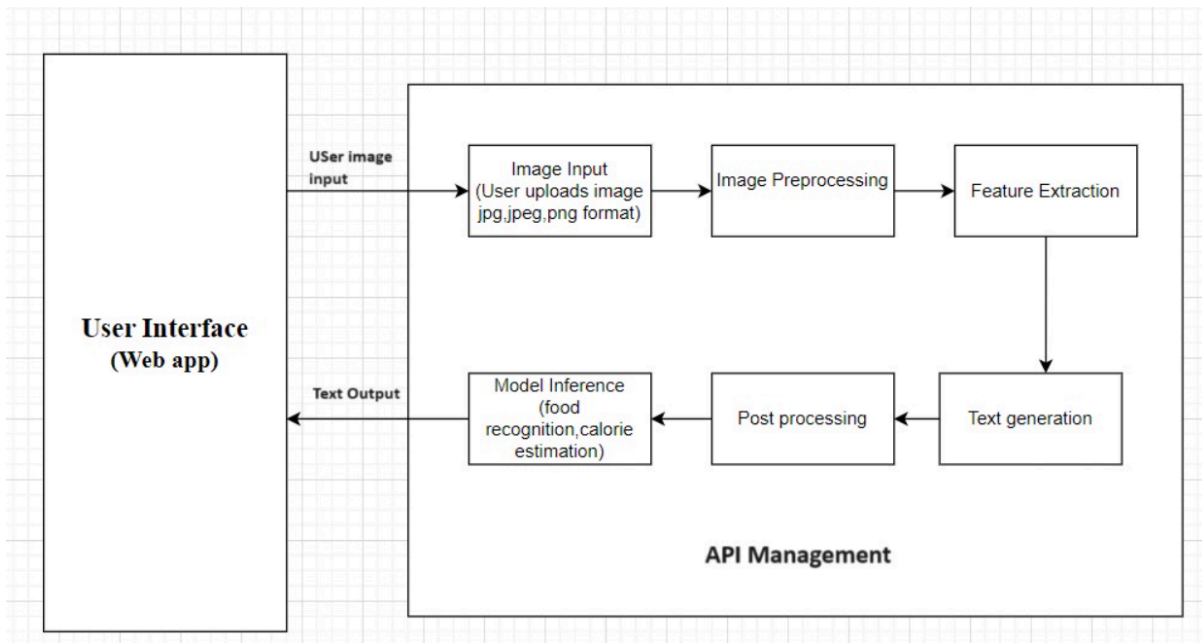 USer image
input
Image Input
(User uploads image
jpg,jpeg,png format)
Image Preprocessing
Feature Extraction
User Interface
(Web app)
Text Output
Model Inference
(food
recognition,calorie
estimation)
Post processing
Text generation
API Management